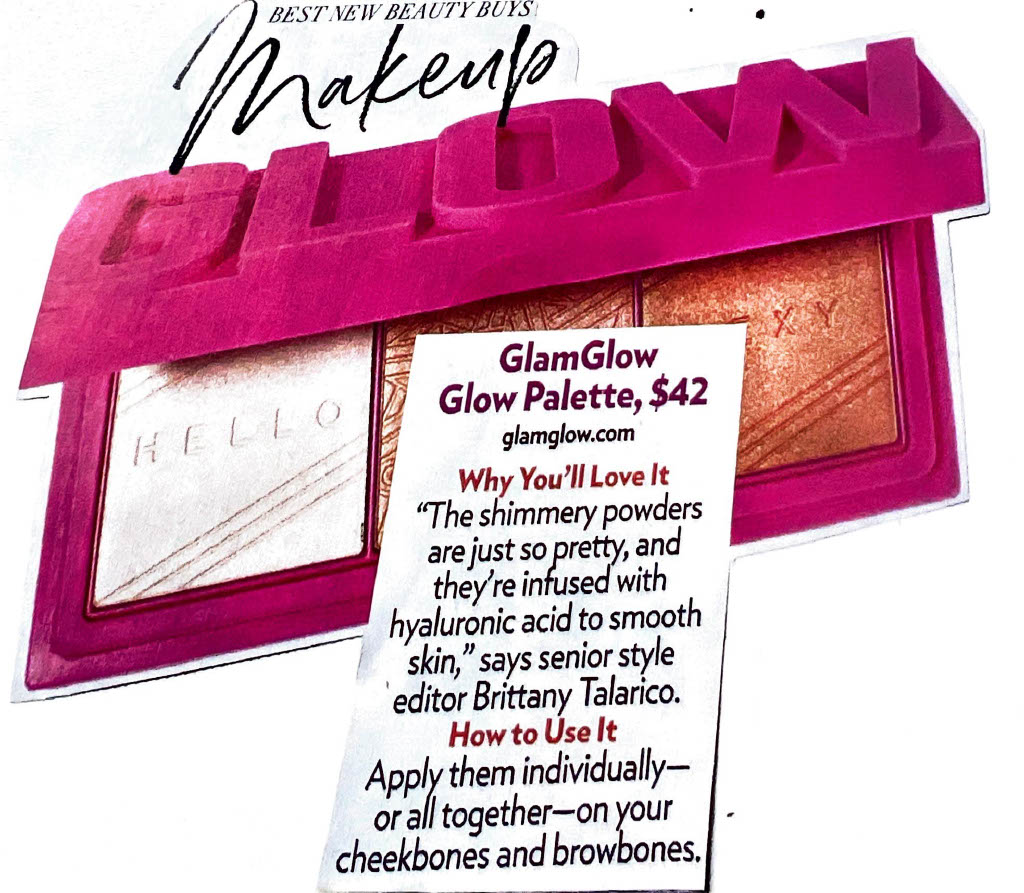 BEST NEW BEAUTY BUYS
Makeup
GLOW
HELLO
EXY
GlamGlow
Glow Palette, $42
glamglow.com
Why You'll Love It
“The shimmery powders
are just so pretty, and
they're infused with
hyaluronic acid to smooth
skin,” says senior style
editor Brittany Talarico.
How to Use It
Apply them individually—
or all together—on your
cheekbones and browbones.